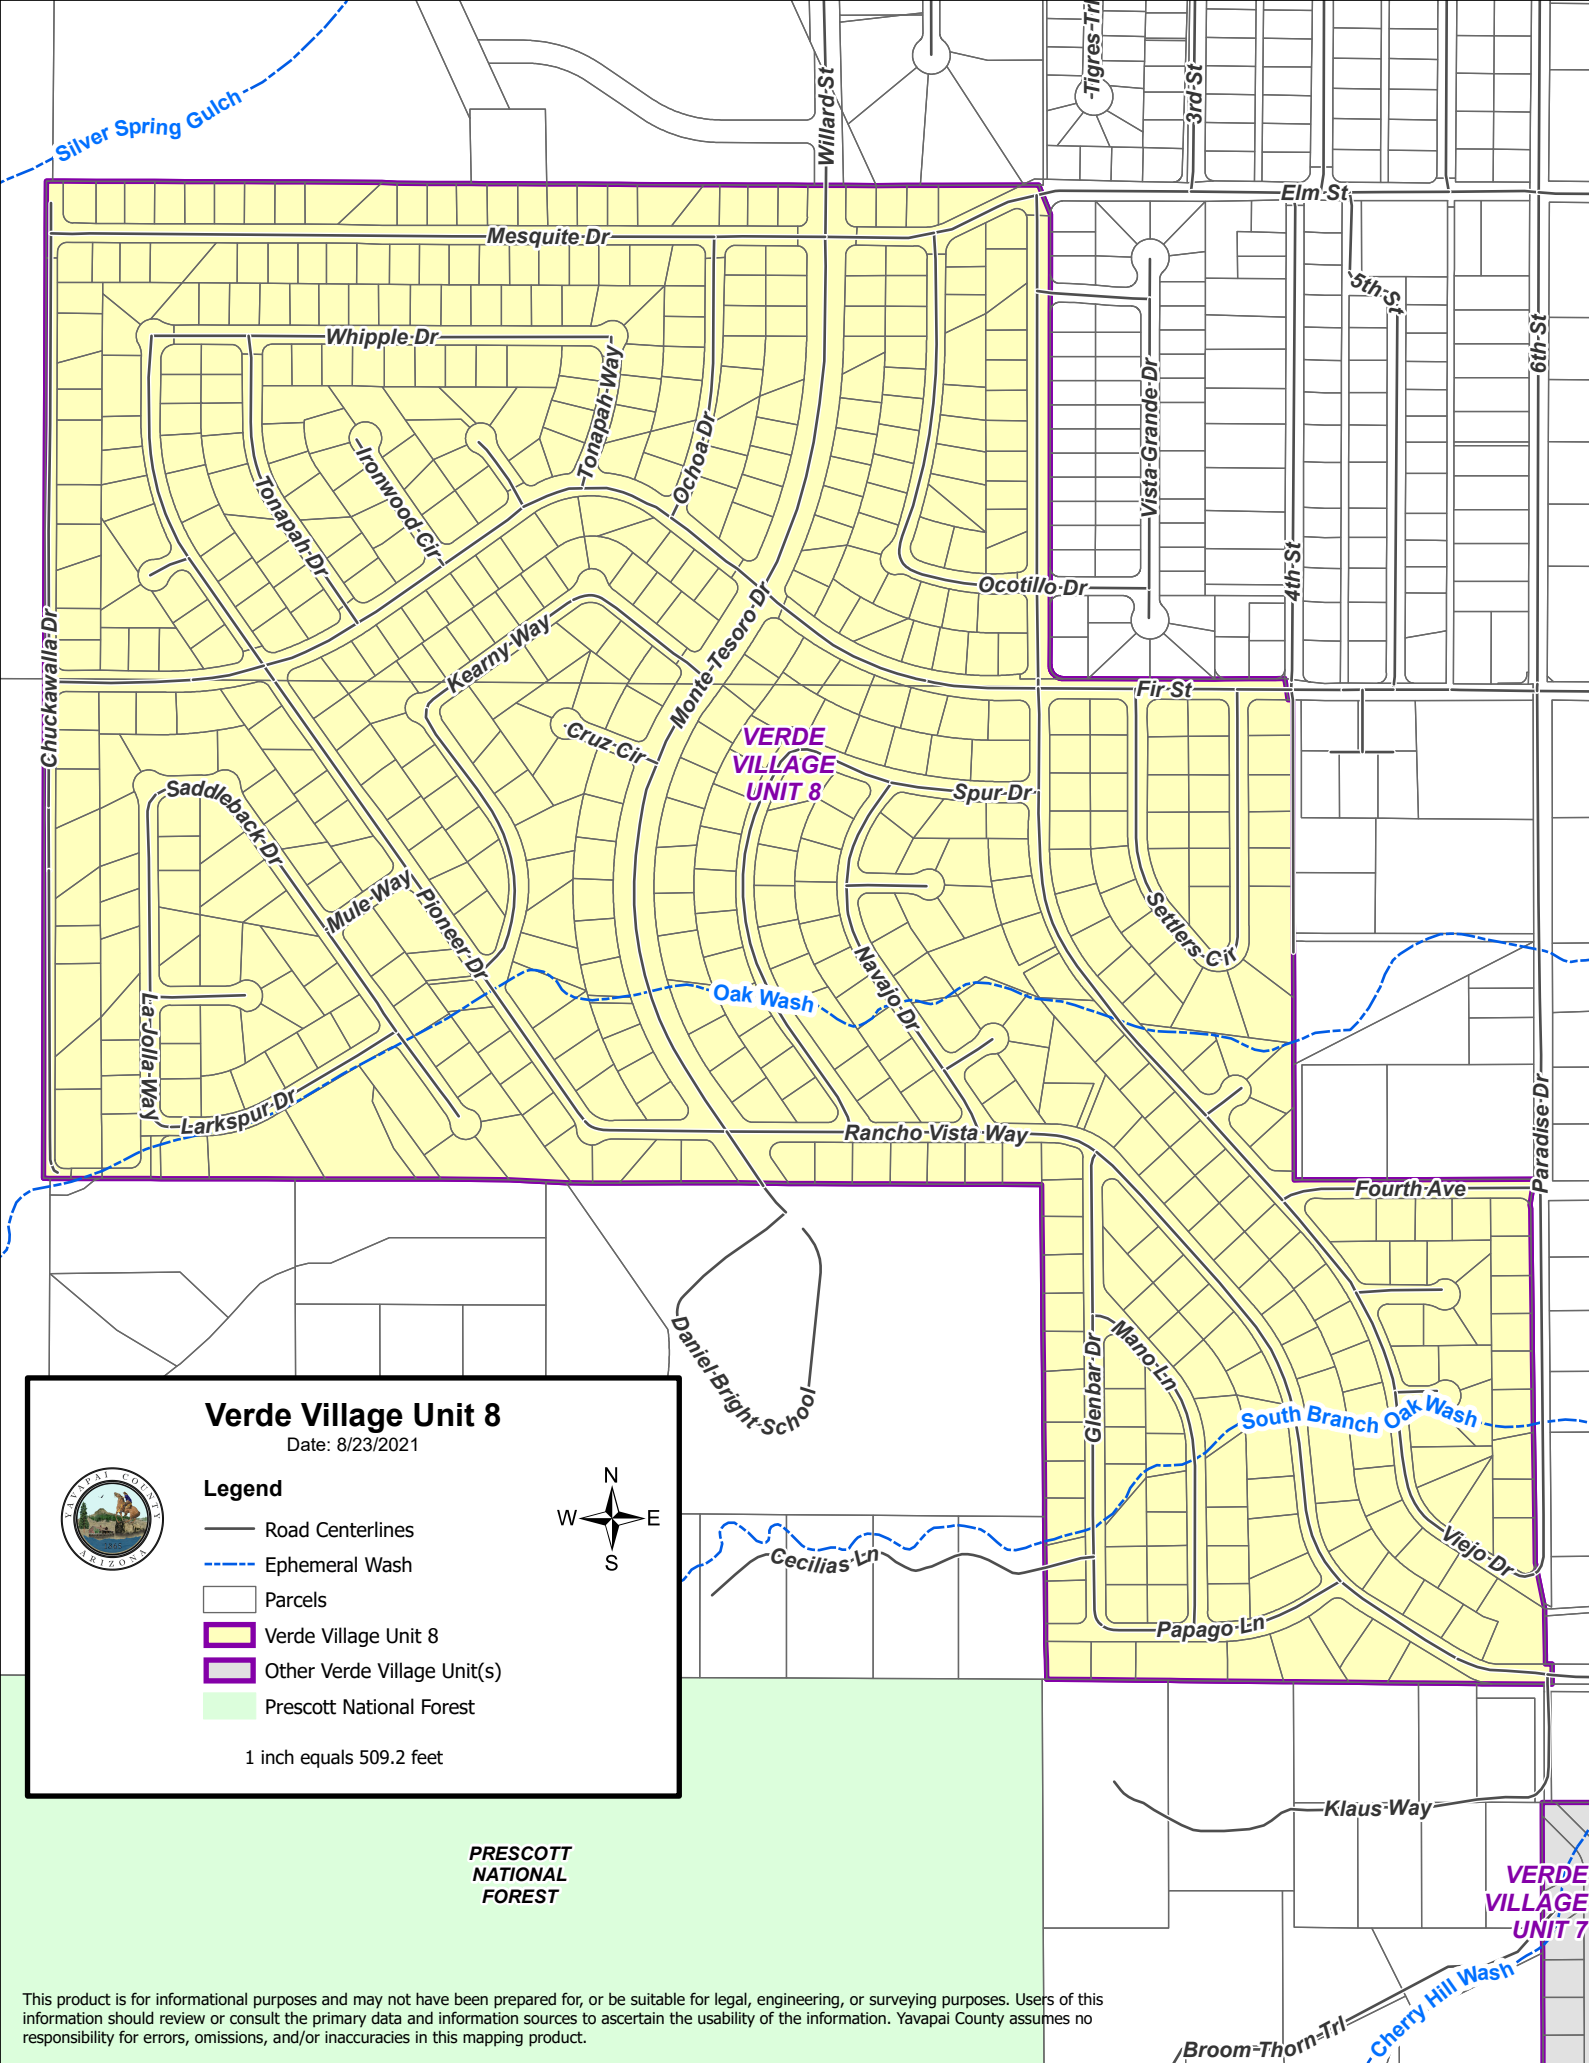 Silver Spring Gulch
Willard St
Tigres Trl
3rd St
Elm St
Mesquite Dr
5th St
6th St
Whipple Dr
Tonapah Way
Ochoa Dr
Vista Grande Dr
Ironwood Cir
Tonapah Dr
4th St
Ocotillo Dr
Chuckawalla Dr
Kearny Way
Monte Tesoro Dr
Fir St
Cruz Cir
VERDE
VILLAGE
UNIT 8
Spur Dr
Saddleback Dr
Mule Way
Pioneer Dr
Settlers Cir
Navajo Dr
Oak Wash
La Jolla Way
Larkspur Dr
Rancho Vista Way
Paradise Dr
Fourth Ave
Daniel Bright School
Glenbar Dr
Mano Ln
South Branch Oak Wash
Viejo Dr
Cecilias Ln
Papago Ln
Verde Village Unit 8
Date: 8/23/2021
YAVAPAI COUNTY
1865
ARIZONA
Legend
Road Centerlines
Ephemeral Wash
Parcels
Verde Village Unit 8
Other Verde Village Unit(s)
Prescott National Forest
N
W
E
S
1 inch equals 509.2 feet
Klaus Way
PRESCOTT
NATIONAL
FOREST
VERDE
VILLAGE
UNIT 7
Cherry Hill Wash
Broom Thorn Trl
This product is for informational purposes and may not have been prepared for, or be suitable for legal, engineering, or surveying purposes. Users of this
information should review or consult the primary data and information sources to ascertain the usability of the information. Yavapai County assumes no
responsibility for errors, omissions, and/or inaccuracies in this mapping product.